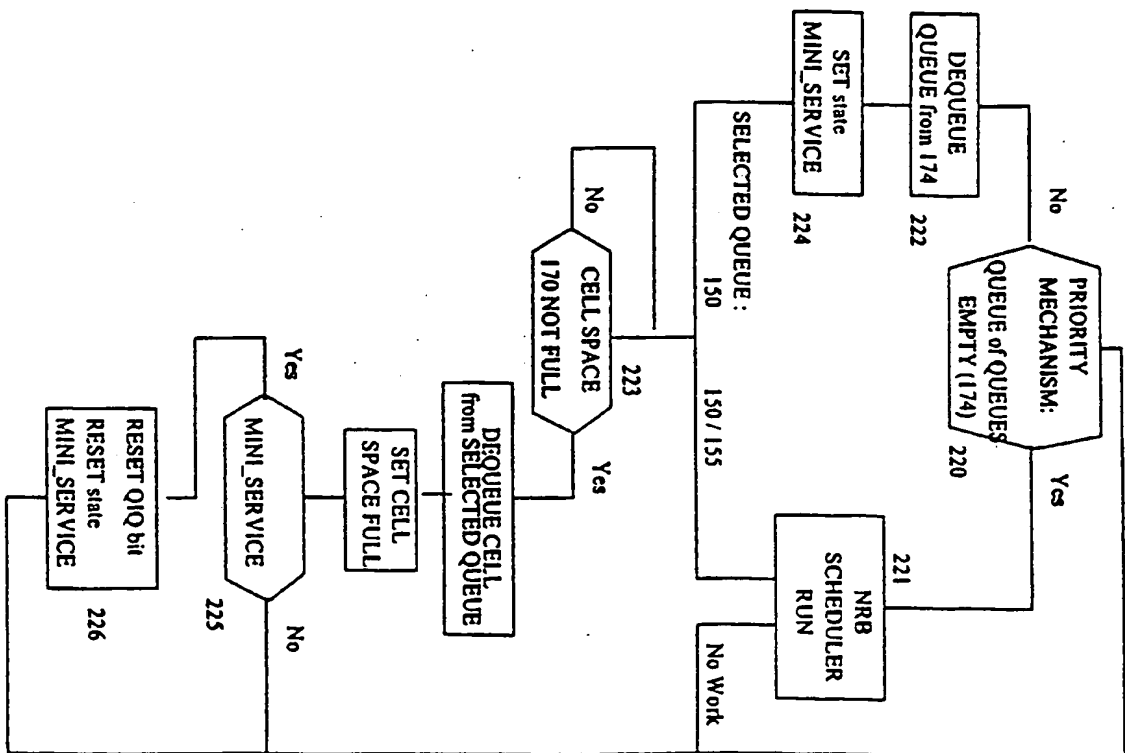 PRIORITY
MECHANISM:
QUEUE of QUEUES
EMPTY (174)
220
No
Yes
DEQUEUE
QUEUE from 174
222
SET state
MINI_SERVICE
224
221
NRB
SCHEDULER
RUN
No Work
SELECTED QUEUE :
150
150 / 155
223
CELL SPACE
170 NOT FULL
No
Yes
DEQUEUE CELL
from SELECTED QUEUE
SET CELL
SPACE FULL
MINI_SERVICE
225
Yes
No
RESET QIQ bit
RESET state
MINI_SERVICE
226